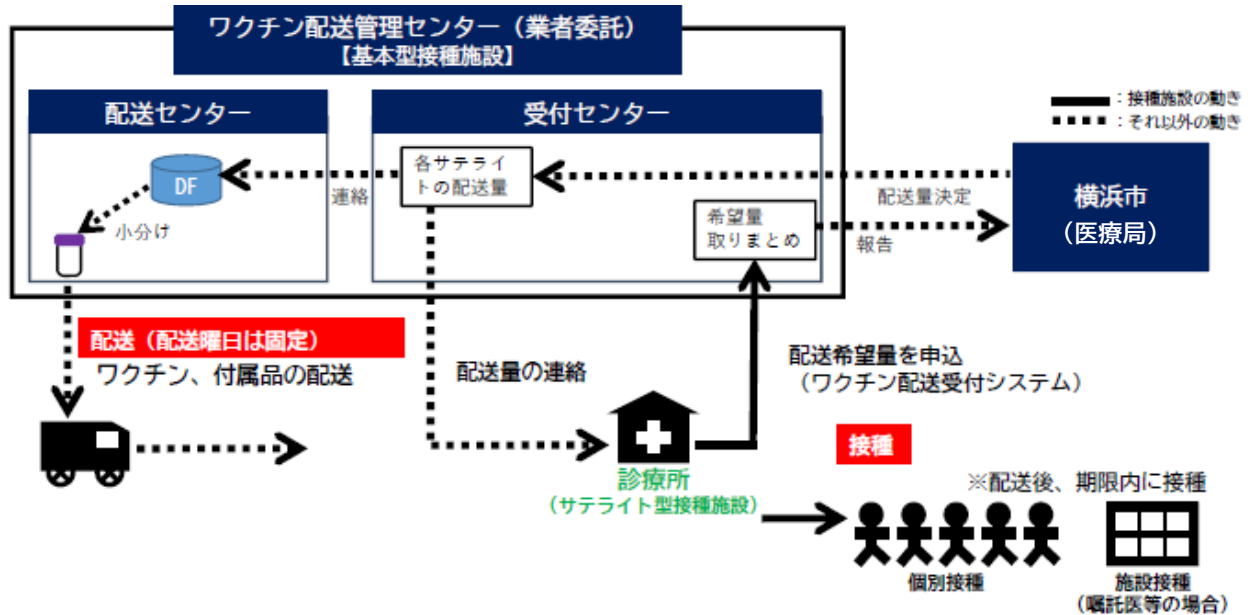 ワクチン配送管理センター（業者委託）
【基本型接種施設】
配送センター
受付センター
：接種施設の動き
：それ以外の動き
DF
小分け
連絡
各サテライ
トの配送量
希望量
取りまとめ
配送量決定
報告
横浜市
（医療局）
配送（配送曜日は固定）
ワクチン、付属品の配送
配送量の連絡
配送希望量を申込
（ワクチン配送受付システム）
診療所
（サテライト型接種施設）
接種
※配送後、期限内に接種
個別接種
施設接種
（嘱託医等の場合）